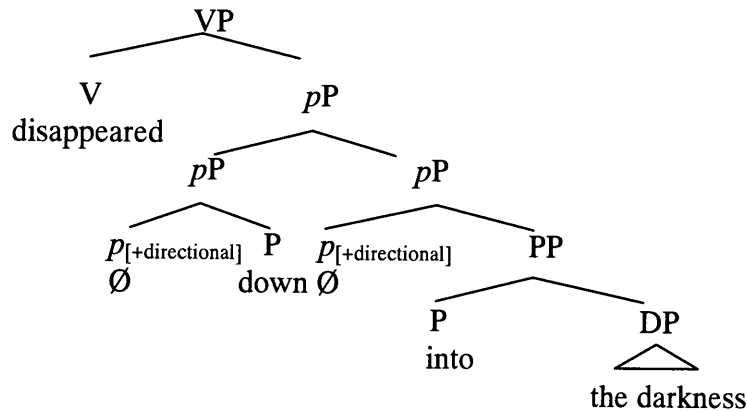 VP
V pP
disappeared
pP pP
p[+directional] P p[+directional] PP
Ø down Ø
P DP
into
the darkness